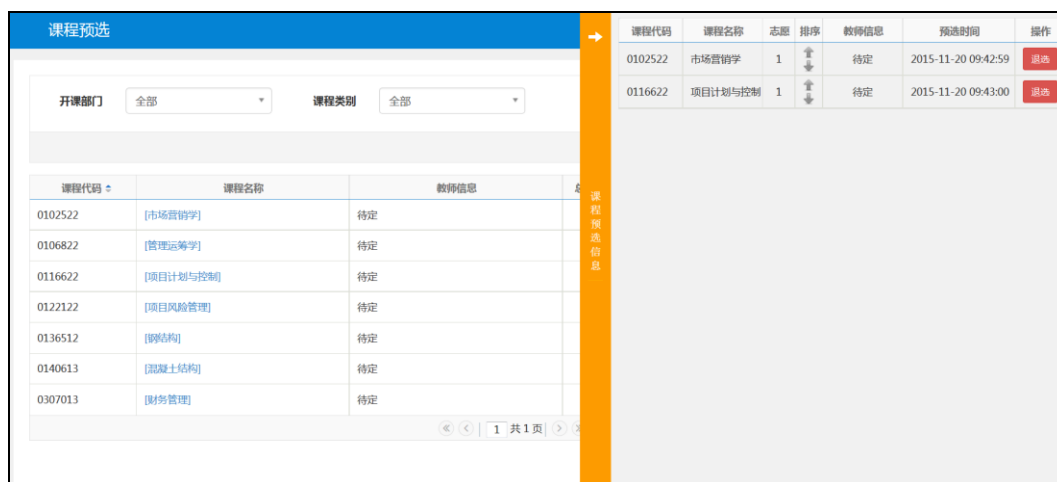 课程预选
开课部门 全部 课程类别 全部
课程代码 课程名称 教师信息
0102522 [市场营销学] 待定
0106822 [管理运筹学] 待定
0116622 [项目计划与控制] 待定
0122122 [项目风险管理] 待定
0136512 [钢结构] 待定
0140613 [混凝土结构] 待定
0307013 [财务管理] 待定
1 共1页
课程预选信息
课程代码 课程名称 志愿 排序 教师信息 预选时间 操作
0102522 市场营销学 1 待定 2015-11-20 09:42:59 退选
0116622 项目计划与控制 1 待定 2015-11-20 09:43:00 退选